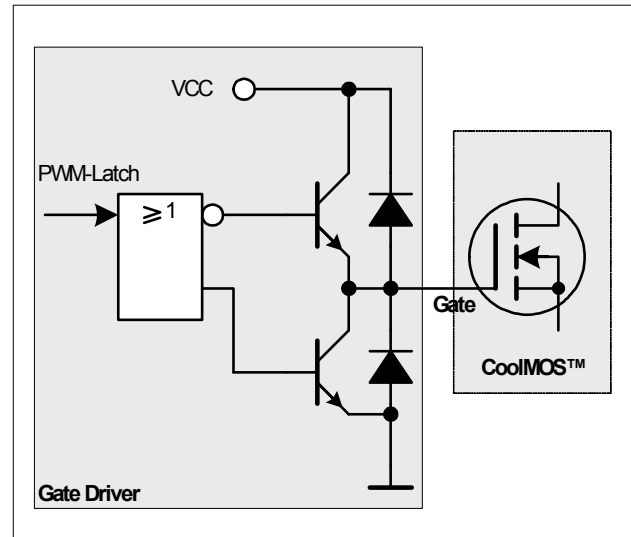 VCC
PWM-Latch
≥1
Gate
CoolMOS™
Gate Driver